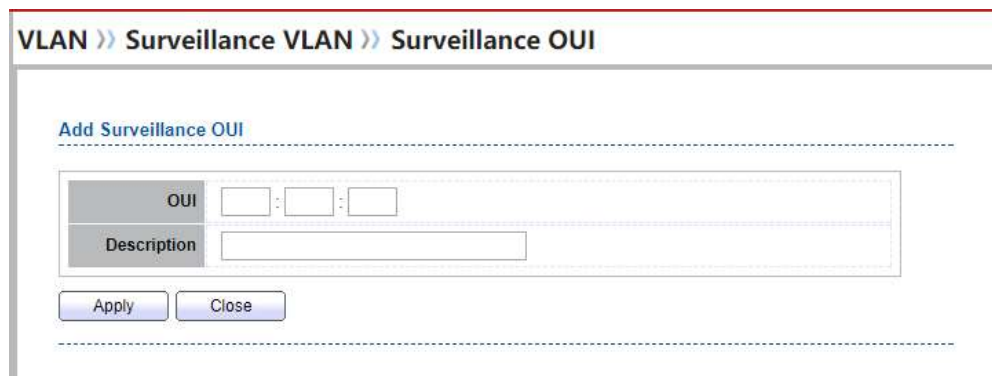 VLAN 》 Surveillance VLAN 》 Surveillance OUI
Add Surveillance OUI
OUI : :
Description
Apply Close